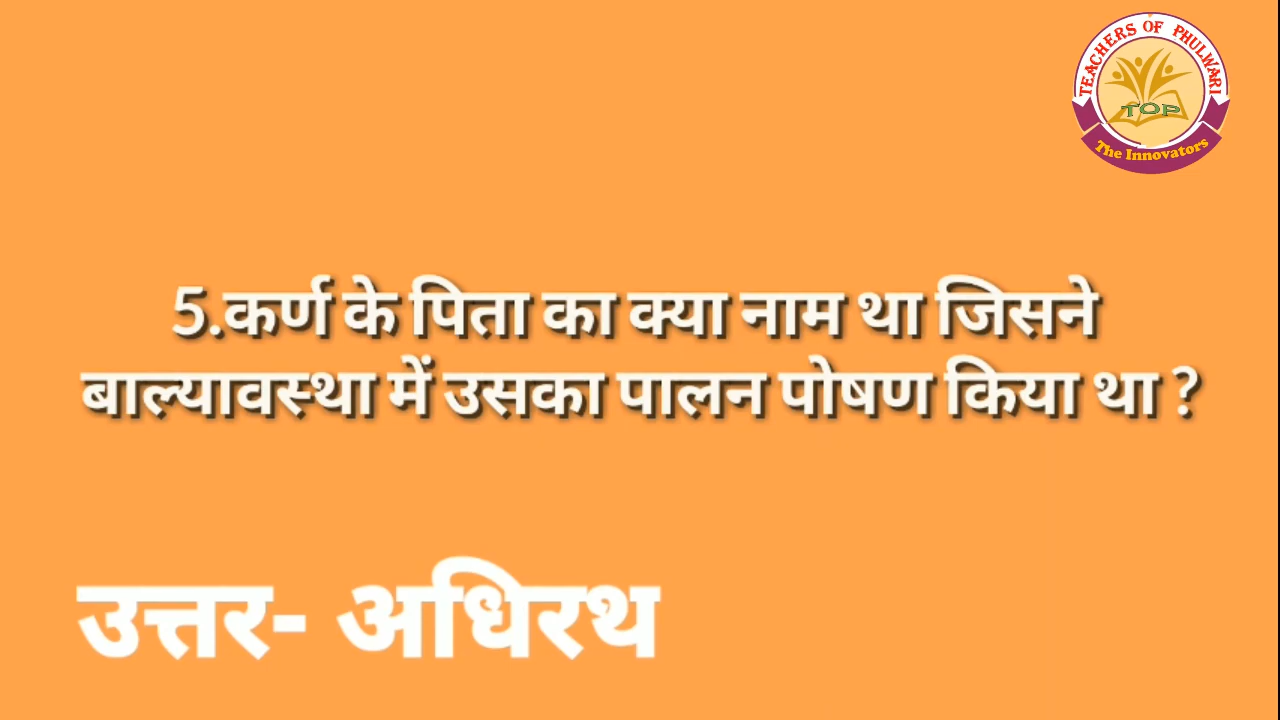 TEACHERS OF PHULWARI
TOP
The Innovators
5.कर्ण के पिता का क्या नाम था जिसने
बाल्यावस्था में उसका पालन पोषण किया था ?
उत्तर- अधिरथ